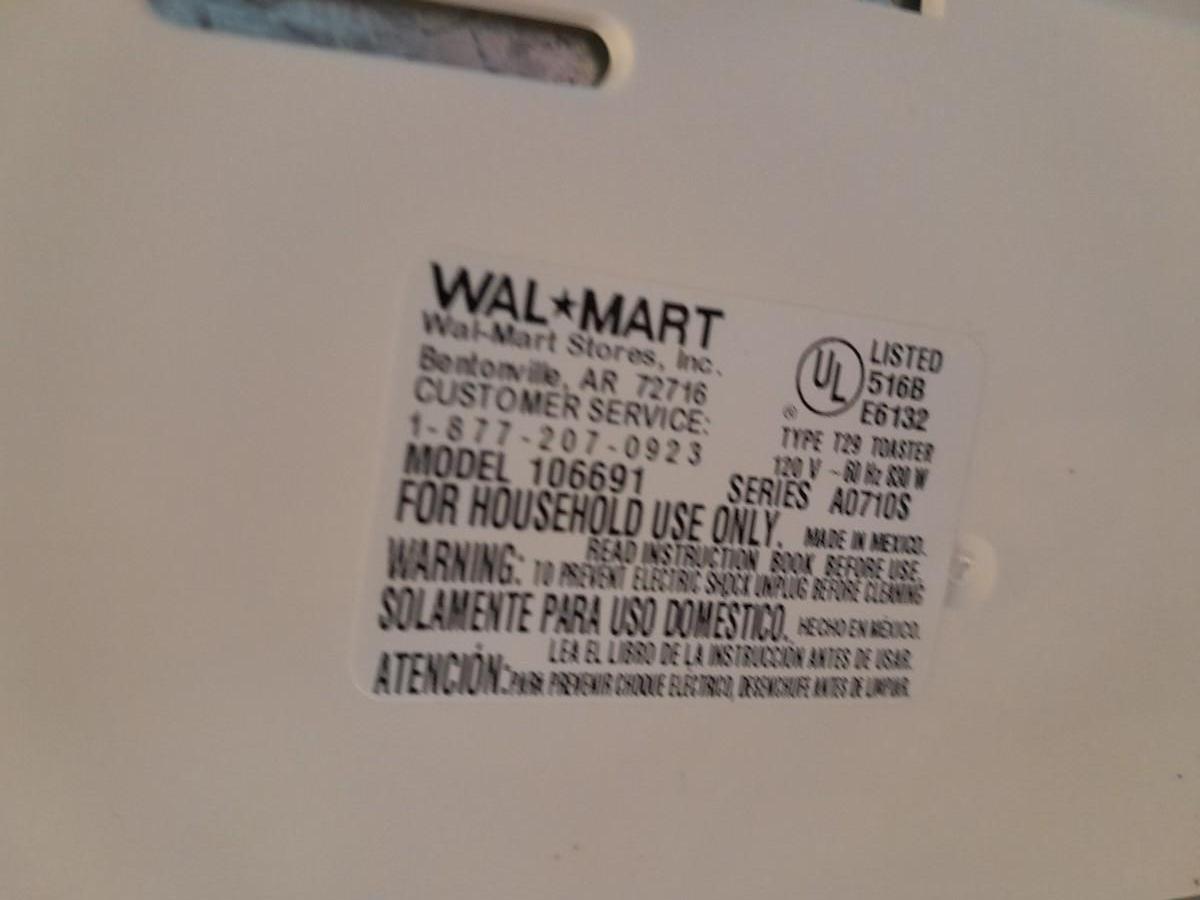 WAL★MART
Wal-Mart Stores, Inc.
Bentonville, AR 72716
CUSTOMER SERVICE:
1-877-207-0923
MODEL 106691
UL
®
LISTED
516B
E6132
TYPE T29 TOASTER
120 V ~ 60 Hz 830 W
SERIES A0710S
FOR HOUSEHOLD USE ONLY. MADE IN MEXICO.
READ INSTRUCTION BOOK BEFORE USE.
WARNING: TO PREVENT ELECTRIC SHOCK UNPLUG BEFORE CLEANING
SOLAMENTE PARA USO DOMESTICO. HECHO EN MÉXICO.
LEA EL LIBRO DE LA INSTRUCCIÓN ANTES DE USAR.
ATENCIÓN: PARA PREVENIR CHOQUE ELECTRICO, DESENCHUFE ANTES DE LIMPIAR.